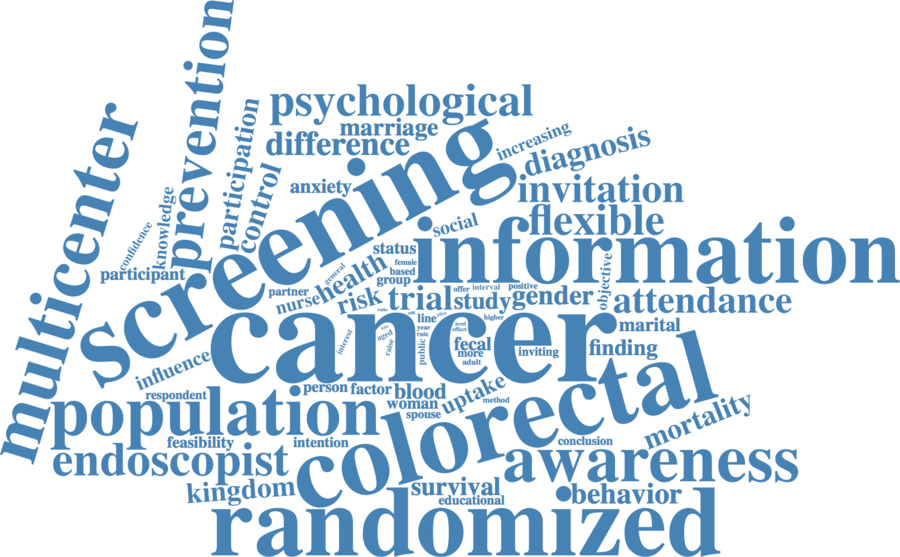 prevention
multicenter
psychological
marriage
difference
participation
control
screening
increasing
diagnosis
anxiety
knowledge
confidence
participant
invitation
flexible
social
information
status
female
based
group
general
health
nurse
partner
risk
trial
offer
interval
positive
study
gender
objective
attendance
cancer
line
higher
year
rate
level
effect
marital
interest
aged
raise
public
fecal
more
adult
inviting
finding
influence
respondent
person
factor
blood
uptake
method
woman
spouse
colorectal
population
feasibility
intention
conclusion
mortality
endoscopist
awareness
kingdom
survival
educational
behavior
randomized